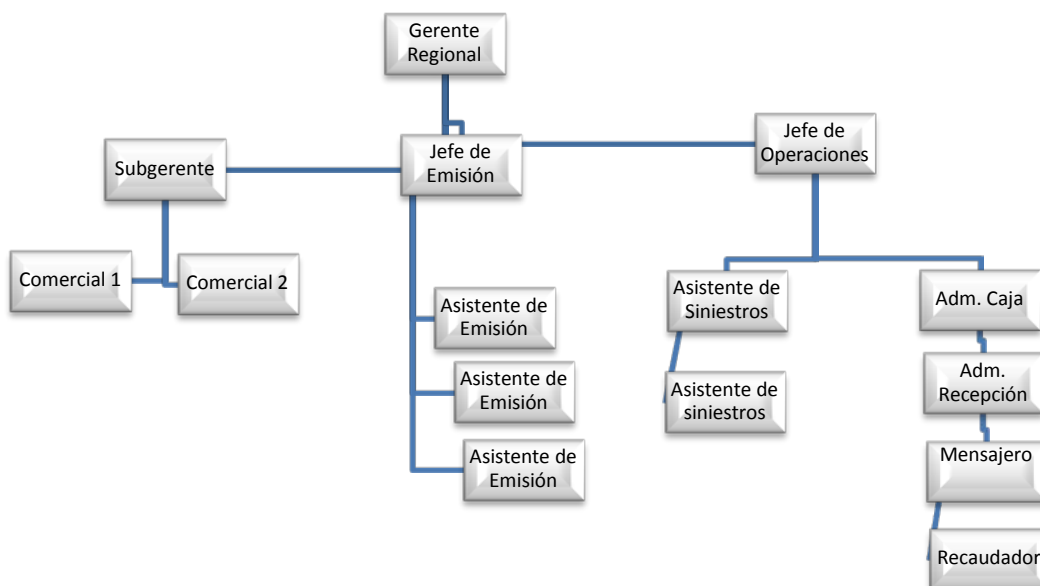 Gerente
Regional
Subgerente
Jefe de
Emisión
Jefe de
Operaciones
Comercial 1
Comercial 2
Asistente de
Emisión
Asistente de
Emisión
Asistente de
Emisión
Asistente de
Siniestros
Asistente de
siniestros
Adm. Caja
Adm.
Recepción
Mensajero
Recaudador